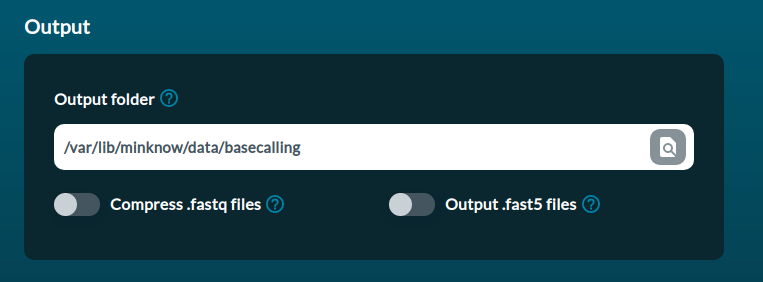 Output
Output folder ?
/var/lib/minknow/data/basecalling
Compress .fastq files ? Output .fast5 files ?